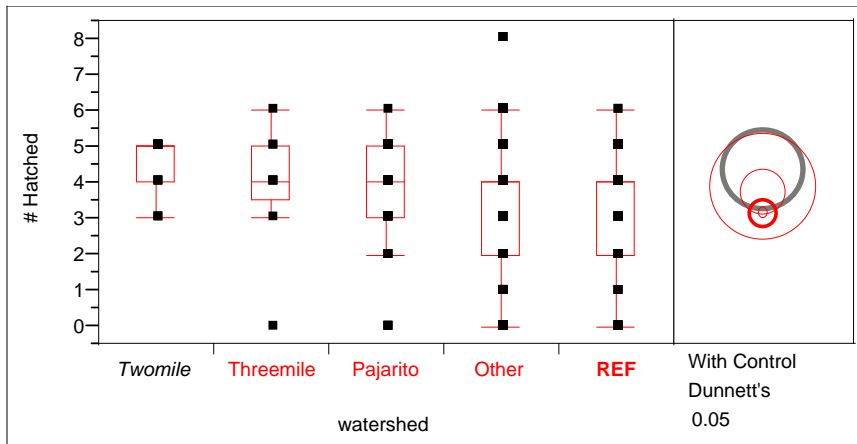 # Hatched
8
7
6
5
4
3
2
1
0
Twomile Threemile Pajarito Other REF
watershed
With Control
Dunnett's
0.05